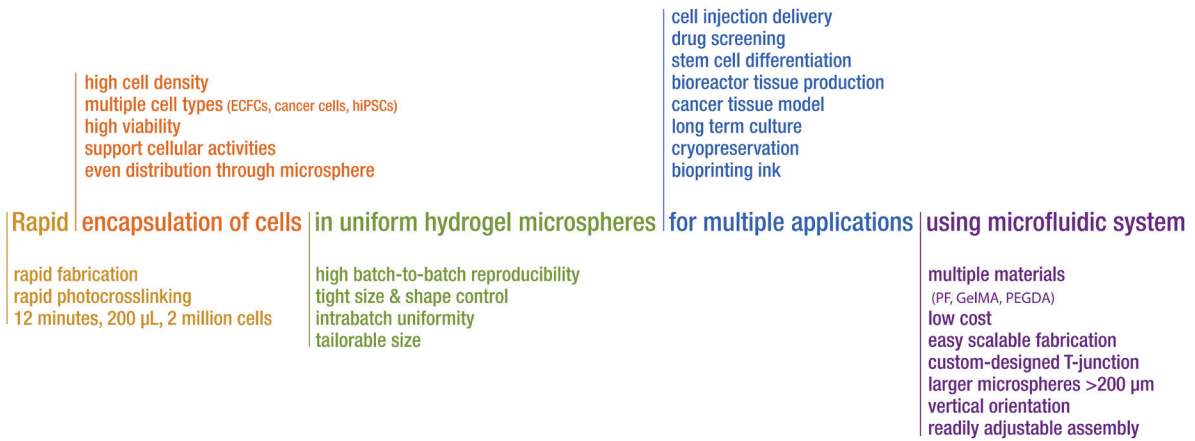 cell injection delivery
drug screening
stem cell differentiation
bioreactor tissue production
cancer tissue model
long term culture
cryopreservation
bioprinting ink
high cell density
multiple cell types (ECFCs, cancer cells, hiPSCs)
high viability
support cellular activities
even distribution through microsphere
Rapid encapsulation of cells in uniform hydrogel microspheres for multiple applications using microfluidic system
rapid fabrication
rapid photocrosslinking
12 minutes, 200 µL, 2 million cells
high batch-to-batch reproducibility
tight size & shape control
intrabatch uniformity
tailorable size
multiple materials
(PF, GelMA, PEGDA)
low cost
easy scalable fabrication
custom-designed T-junction
larger microspheres >200 µm
vertical orientation
readily adjustable assembly